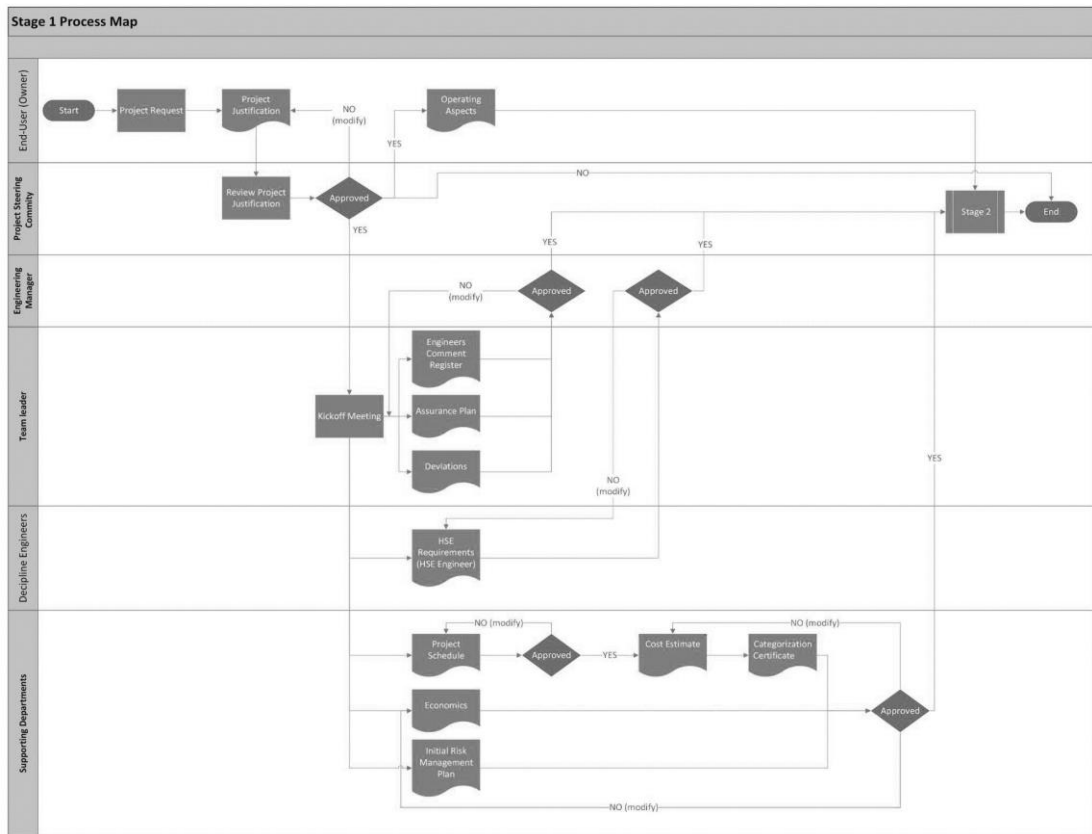 Stage 1 Process Map
End-User (Owner)
Start
Project Request
Project
Justification
NO
(modify)
YES
Operating
Aspects
Project Steering
Commity
Review Project
Justification
Approved
YES
NO
Stage 2
End
Engineering
Manager
NO
(modify)
Approved
YES
NO
(modify)
Approved
YES
Team leader
Kickoff Meeting
Engineers
Comment
Register
Assurance Plan
Deviations
NO
(modify)
YES
Decipline Engineers
HSE
Requirements
(HSE Engineer)
Supporting Departments
NO (modify)
Project
Schedule
Approved
YES
NO (modify)
Cost Estimate
Categorization
Certificate
Economics
Approved
Initial Risk
Management
Plan
NO (modify)